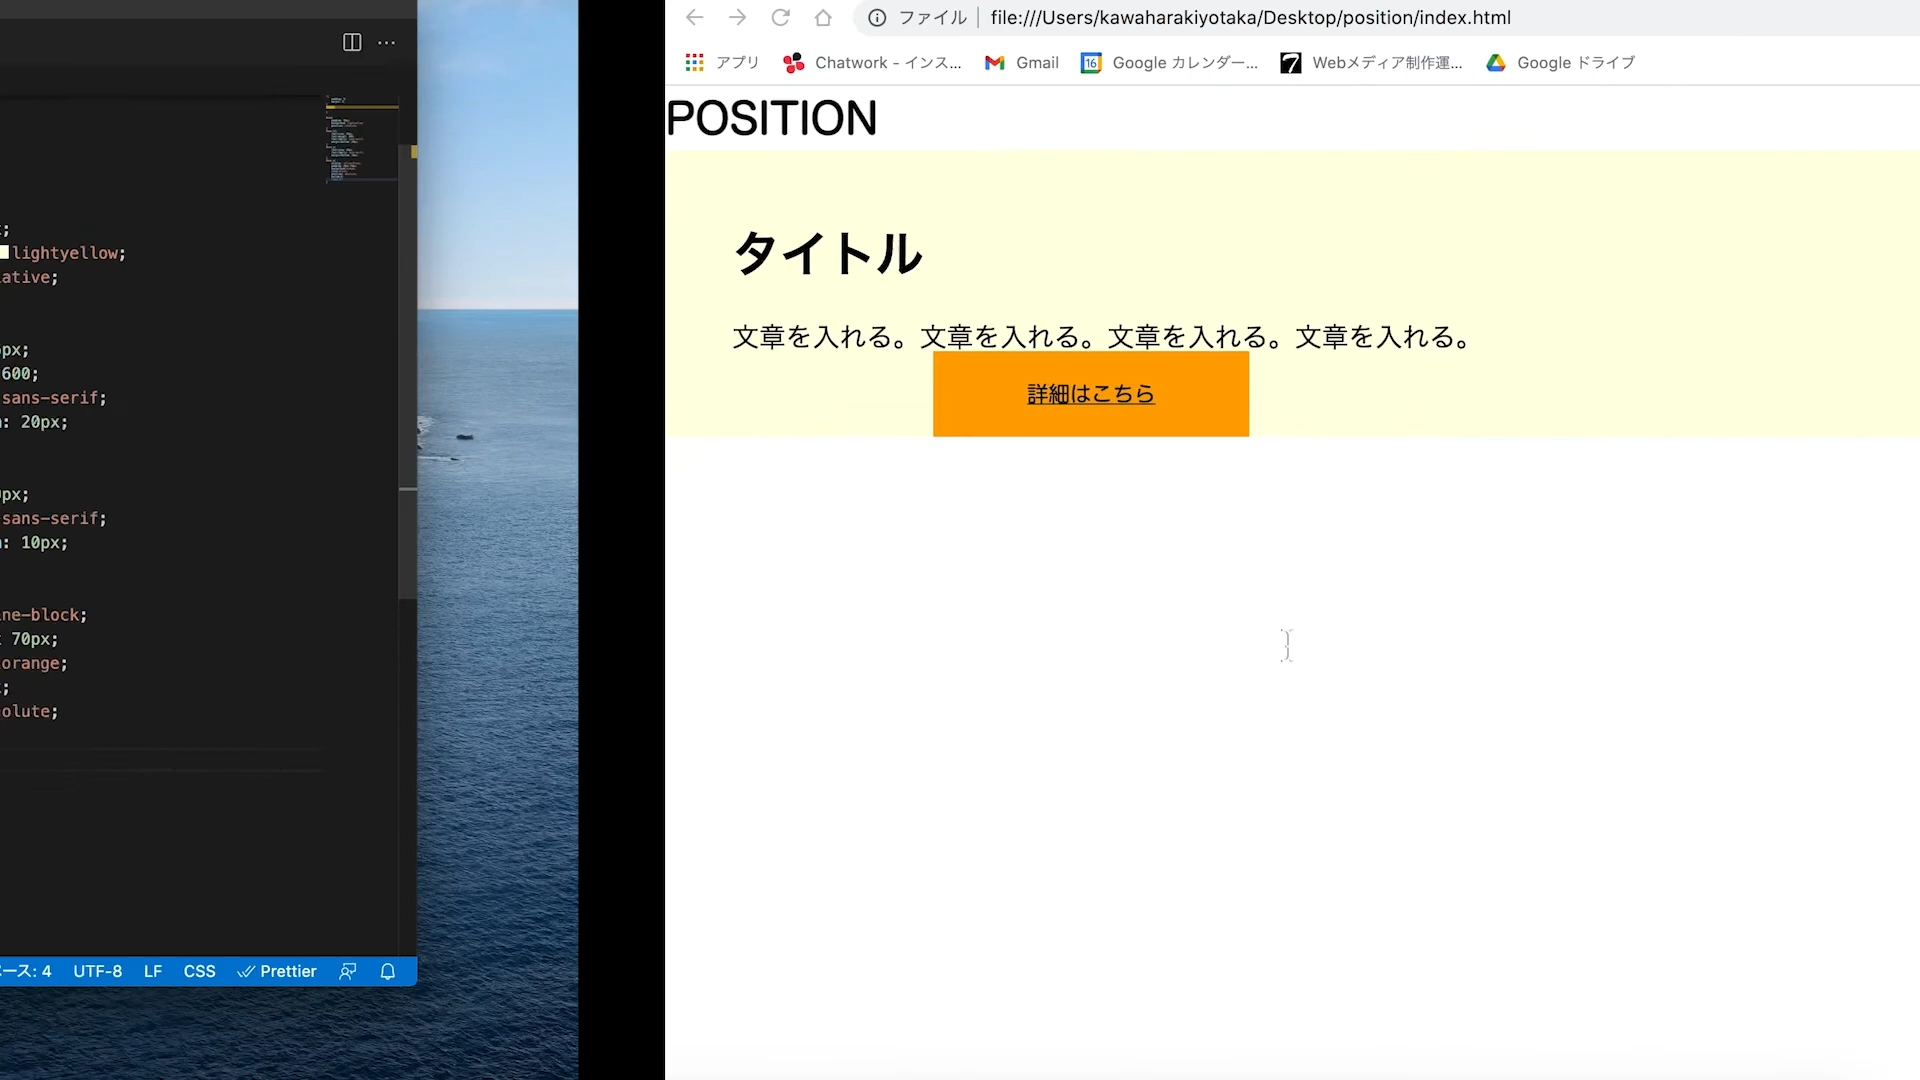 ;
lightyellow;
ative;
px;
600;
sans-serif;
: 20px;
px;
sans-serif;
: 10px;
ne-block;
70px;
orange;
;
olute;
ース: 4 UTF-8 LF CSS Prettier
ファイル file:///Users/kawaharakiyotaka/Desktop/position/index.html
アプリ Chatwork - インス... Gmail 16 Google カレンダー... Webメディア制作運... Google ドライブ
POSITION
タイトル
文章を入れる。文章を入れる。文章を入れる。文章を入れる。
詳細はこちら